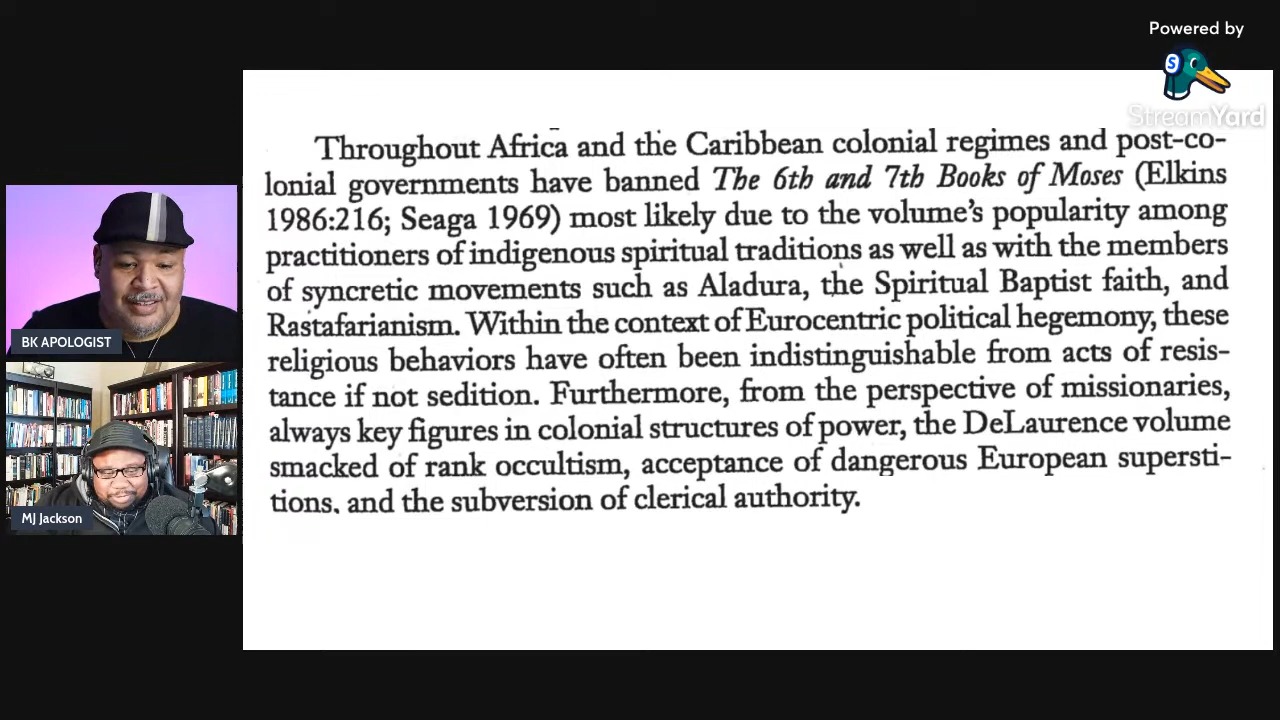 Powered by
StreamYard
Throughout Africa and the Caribbean colonial regimes and post-co-
lonial governments have banned The 6th and 7th Books of Moses (Elkins
1986:216; Seaga 1969) most likely due to the volume's popularity among
practitioners of indigenous spiritual traditions as well as with the members
of syncretic movements such as Aladura, the Spiritual Baptist faith, and
Rastafarianism. Within the context of Eurocentric political hegemony, these
religious behaviors have often been indistinguishable from acts of resis-
tance if not sedition. Furthermore, from the perspective of missionaries,
always key figures in colonial structures of power, the DeLaurence volume
smacked of rank occultism, acceptance of dangerous European supersti-
tions, and the subversion of clerical authority.
BK APOLOGIST
MJ Jackson